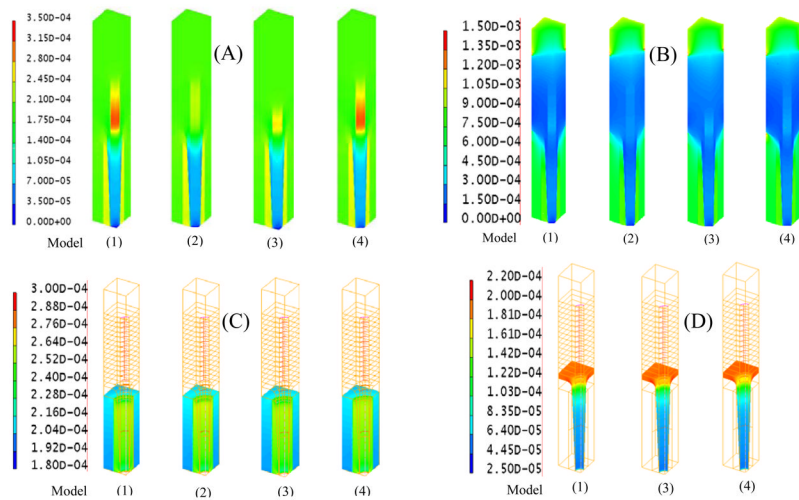 (A)
3.50D-04
3.15D-04
2.80D-04
2.45D-04
2.10D-04
1.75D-04
1.40D-04
1.05D-04
7.00D-05
3.50D-05
0.00D+00
Model (1) (2) (3) (4)
(B)
1.50D-03
1.35D-03
1.20D-03
1.05D-03
9.00D-04
7.50D-04
6.00D-04
4.50D-04
3.00D-04
1.50D-04
0.00D+00
Model (1) (2) (3) (4)
(C)
3.00D-04
2.88D-04
2.76D-04
2.64D-04
2.52D-04
2.40D-04
2.28D-04
2.16D-04
2.04D-04
1.92D-04
1.80D-04
Model (1) (2) (3) (4)
(D)
2.20D-04
2.00D-04
1.81D-04
1.61D-04
1.42D-04
1.22D-04
1.03D-04
8.35D-05
6.40D-05
4.45D-05
2.50D-05
Model (1) (3) (4)